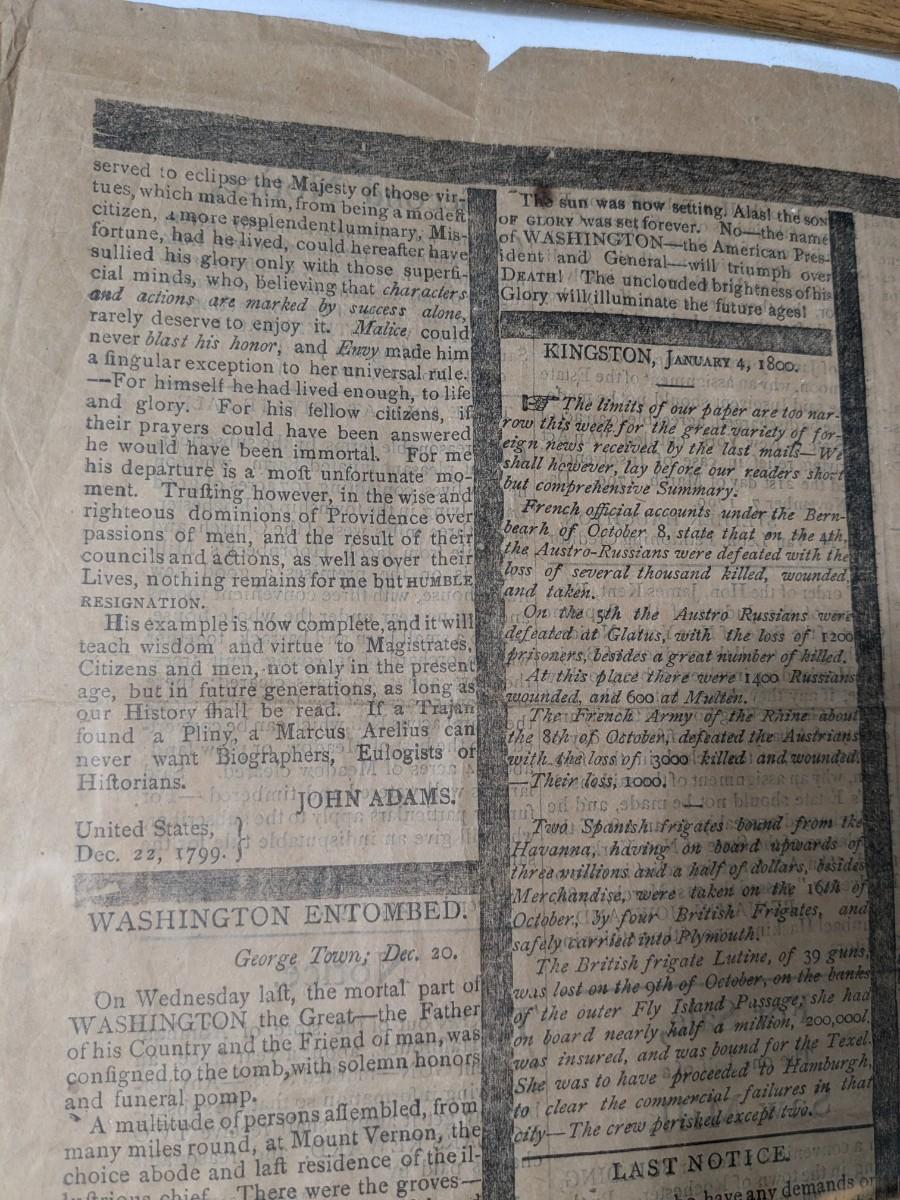 served to eclipse the Majesty of those vir-
tues, which made him, from being a modest
citizen, a more resplendent luminary. Mis-
fortune, had he lived, could hereafter have
sullied his glory only with those superfi-
cial minds, who, believing that characters
and actions are marked by success alone,
rarely deserve to enjoy it. Malice could
never blast his honor, and Envy made him
a singular exception to her universal rule.
—For himself he had lived enough, to life
and glory. For his fellow citizens, if
their prayers could have been answered
he would have been immortal. For me
his departure is a most unfortunate mo-
ment. Trusting however, in the wise and
righteous dominions of Providence over
passions of men, and the result of their
councils and actions, as well as over their
Lives, nothing remains for me but HUMBLE
RESIGNATION.
His example is now complete, and it will
teach wisdom and virtue to Magistrates,
Citizens and men, not only in the present
age, but in future generations, as long as
our History shall be read. If a Trajan
found a Pliny, a Marcus Arelius can
never want Biographers, Eulogists or
Historians.
JOHN ADAMS.
United States, }
Dec. 22, 1799. }
WASHINGTON ENTOMBED.
George Town, Dec. 20.
On Wednesday last, the mortal part of
WASHINGTON the Great—the Father
of his Country and the Friend of man, was
consigned to the tomb, with solemn honors
and funeral pomp.
A multitude of persons assembled, from
many miles round, at Mount Vernon, the
choice abode and last residence of the il-
lustrious chief. There were the groves—
The sun was now setting. Alas! the SON
OF GLORY was set forever. No—the name
of WASHINGTON—the American Pres-
ident and General—will triumph over
DEATH! The unclouded brightness of his
Glory will illuminate the future ages!
KINGSTON, JANUARY 4, 1800.
☞ The limits of our paper are too nar-
row this week for the great variety of for-
eign news received by the last mails—We
shall however, lay before our readers short
but comprehensive Summary.
French official accounts under the Bern-
bearh of October 8, state that on the 4th,
the Austro-Russians were defeated with the
loss of several thousand killed, wounded,
and taken.
On the 5th the Austro Russians were
defeated at Glatus, with the loss of 1200
prisoners, besides a great number of killed.
At this place there were 1400 Russians
wounded, and 600 at Multen.
The French Army of the Rhine about
the 8th of October, defeated the Austrians
with the loss of 3000 killed and wounded.
—Their loss, 1000.
Two Spanish frigates bound from the
Havanna, having on board upwards of
three millions and a half of dollars, besides
Merchandise, were taken on the 16th of
October, by four British Frigates, and
safely carried into Plymouth.
The British frigate Lutine, of 39 guns,
was lost on the 9th of October, on the banks
of the outer Fly Island Passage; she had
on board nearly half a million, 200,000l.
was insured, and was bound for the Texel.
She was to have proceeded to Hamburgh,
to clear the commercial failures in that
city—The crew perished except two.
LAST NOTICE.
have any demands on